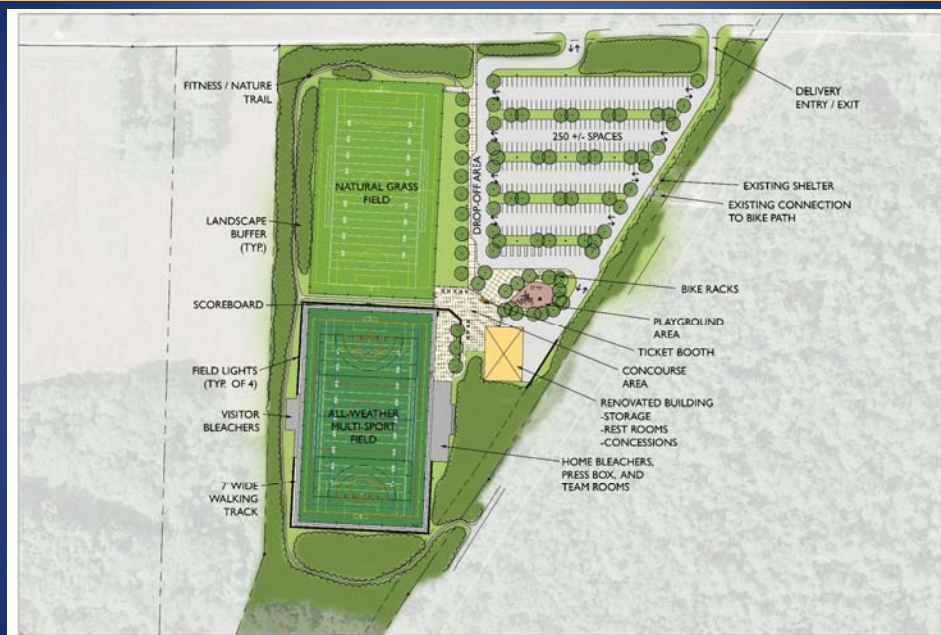 FITNESS / NATURE
TRAIL
NATURAL GRASS
FIELD
LANDSCAPE
BUFFER
(TYP.)
SCOREBOARD
FIELD LIGHTS
(TYP. OF 4)
VISITOR
BLEACHERS
ALL-WEATHER
MULTI-SPORT
FIELD
7' WIDE
WALKING
TRACK
DROP-OFF AREA
250 +/- SPACES
DELIVERY
ENTRY / EXIT
EXISTING SHELTER
EXISTING CONNECTION
TO BIKE PATH
BIKE RACKS
PLAYGROUND
AREA
TICKET BOOTH
CONCOURSE
AREA
RENOVATED BUILDING
-STORAGE
-REST ROOMS
-CONCESSIONS
HOME BLEACHERS,
PRESS BOX, AND
TEAM ROOMS